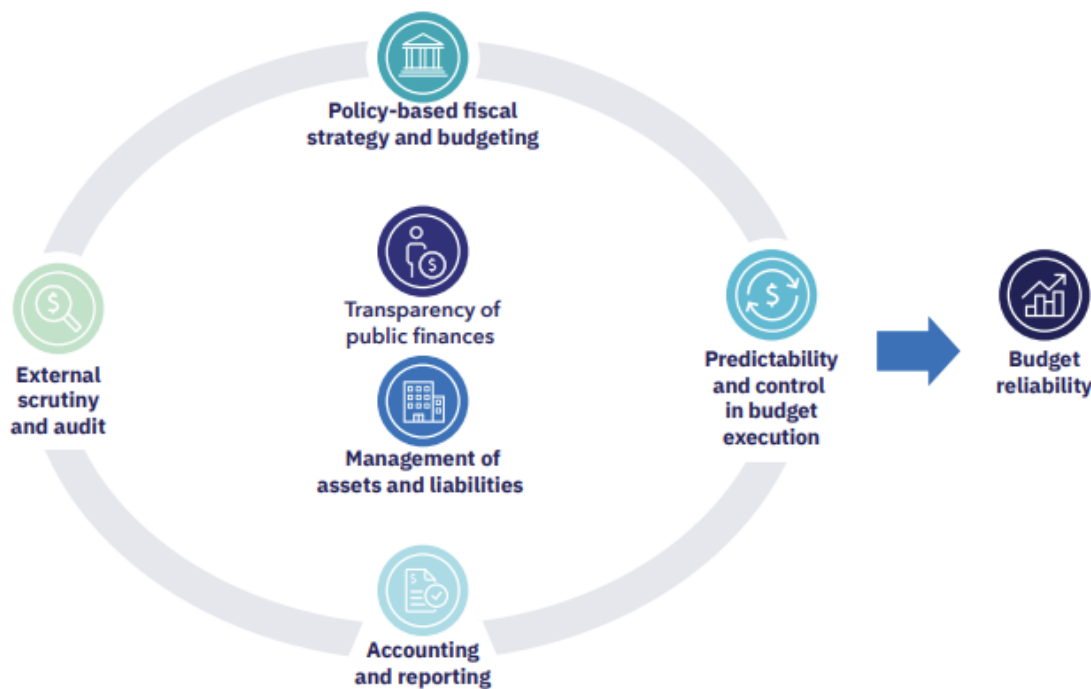 Policy-based fiscal
strategy and budgeting
$
Transparency of
public finances
$
External
scrutiny
and audit
$
Predictability
and control
in budget
execution
Budget
reliability
Management of
assets and liabilities
$
Accounting
and reporting